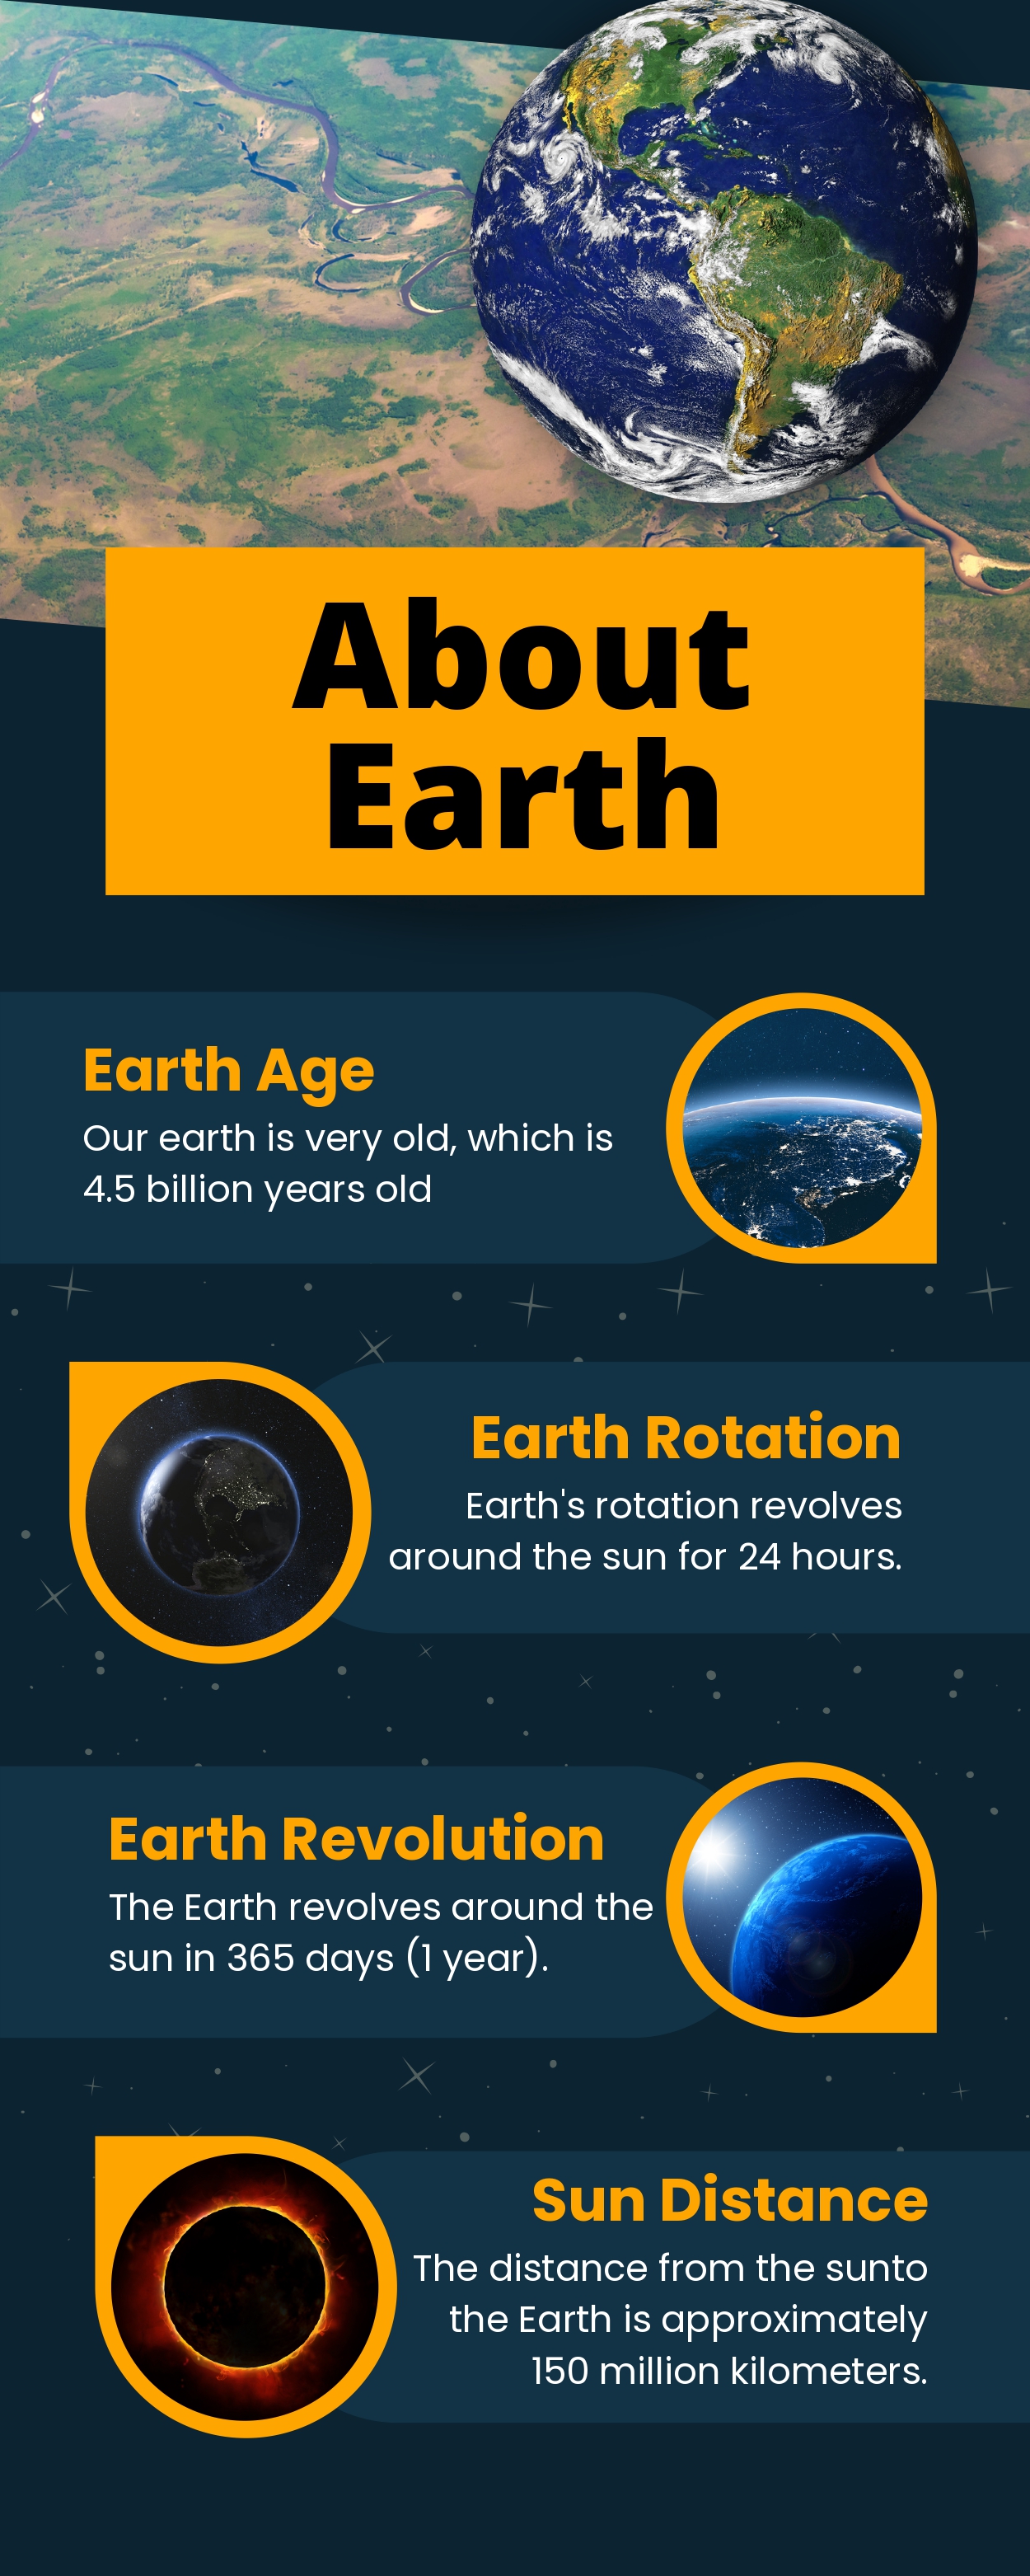 About
Earth
Earth Age
Our earth is very old, which is
4.5 billion years old
Earth Rotation
Earth's rotation revolves
around the sun for 24 hours.
Earth Revolution
The Earth revolves around the
sun in 365 days (1 year).
Sun Distance
The distance from the sunto
the Earth is approximately
150 million kilometers.